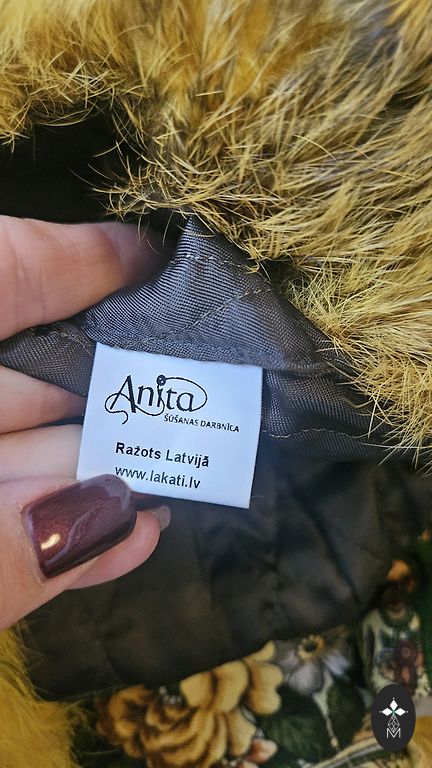 Anita
ŠŪŠANAS DARBNĪCA
Ražots Latvijā
www.lakati.lv
M